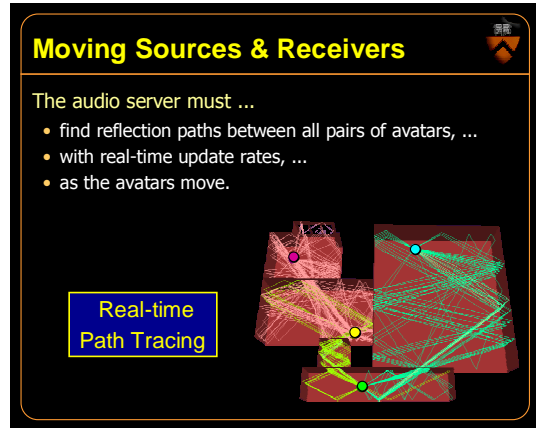 Moving Sources & Receivers
The audio server must ...
• find reflection paths between all pairs of avatars, ...
• with real-time update rates, ...
• as the avatars move.
Real-time
Path Tracing